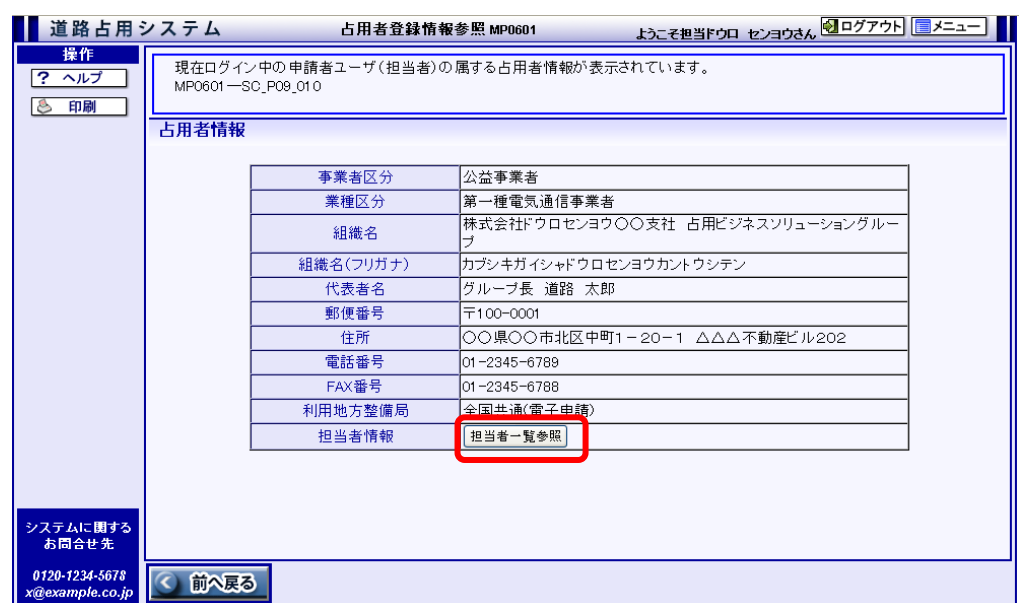 道路占用システム
占用者登録情報参照 MP0601
ようこそ担当ドウロ センヨウさん
ログアウト
メニュー
操作
? ヘルプ
印刷
現在ログイン中の申請者ユーザ(担当者)の属する占用者情報が表示されています。
MP0601―SC_P09_010
占用者情報
事業者区分 公益事業者
業種区分 第一種電気通信事業者
組織名 株式会社ドウロセンヨウ○○支社 占用ビジネスソリューショングルー
プ
組織名(フリガナ) カブシキガイシャドウロセンヨウカントウシテン
代表者名 グループ長 道路 太郎
郵便番号 〒100-0001
住所 ○○県○○市北区中町1-20-1 △△△不動産ビル202
電話番号 01-2345-6789
FAX番号 01-2345-6788
利用地方整備局 全国共通(電子申請)
担当者情報 担当者一覧参照
システムに関する
お問合せ先
0120-1234-5678
x@example.co.jp
前へ戻る